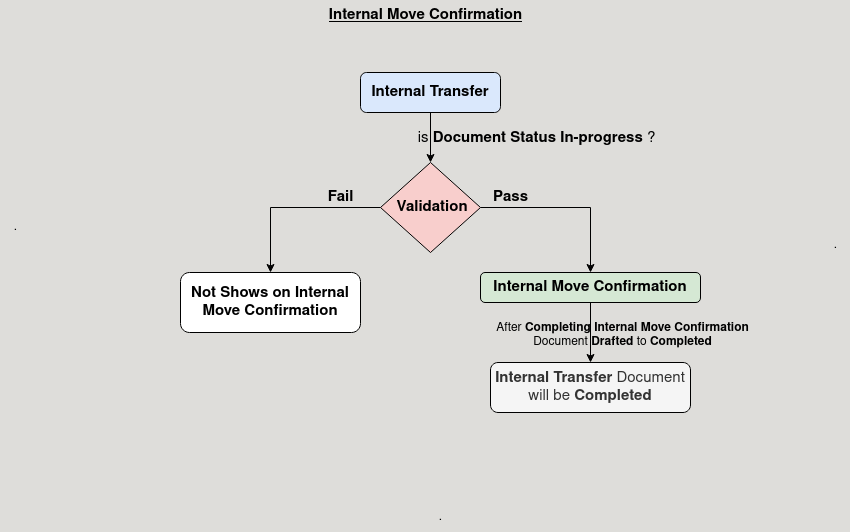 Internal Move Confirmation
Internal Transfer
is Document Status In-progress ?
Validation
Fail
Pass
Not Shows on Internal
Move Confirmation
Internal Move Confirmation
After Completing Internal Move Confirmation
Document Drafted to Completed
Internal Transfer Document
will be Completed